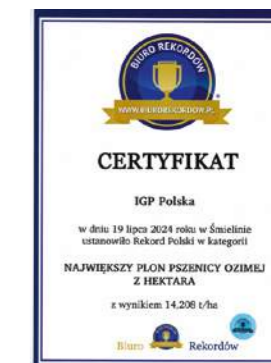 BIURO REKORDÓW
WWW.BIUROREKORDOW.PL
CERTYFIKAT
IGP Polska
w dniu 19 lipca 2024 roku w Śmielinie
ustanowiło Rekord Polski w kategorii
NAJWIĘKSZY PLON PSZENICY OZIMEJ
Z HEKTARA
z wynikiem 14,208 t/ha
Biuro Rekordów